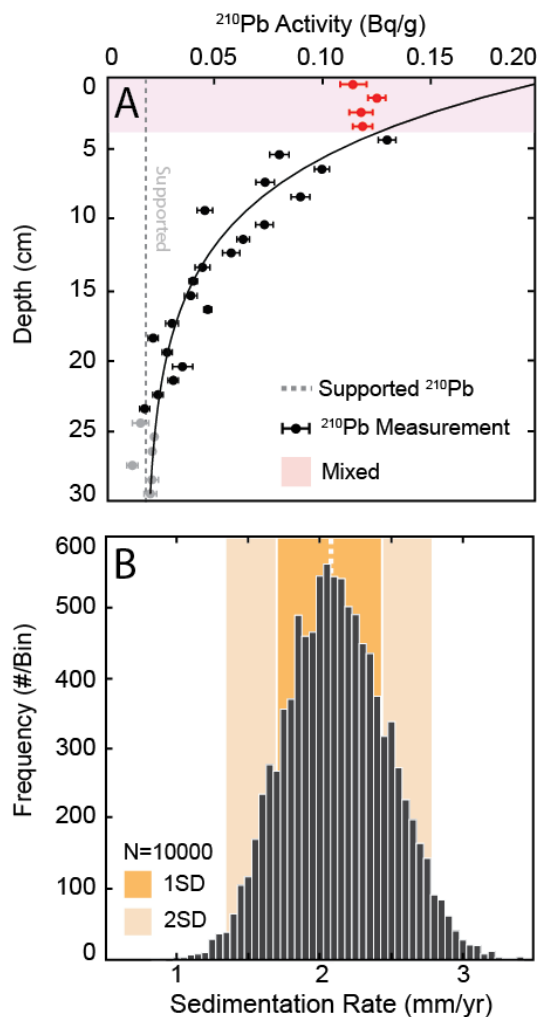 ²¹⁰Pb Activity (Bq/g)
0 0.05 0.10 0.15 0.20
A
0
5
10
15
20
25
30
Depth (cm)
Supported
Supported ²¹⁰Pb
²¹⁰Pb Measurement
Mixed
B
600
500
400
300
200
100
0
Frequency (#/Bin)
N=10000
1SD
2SD
1 2 3
Sedimentation Rate (mm/yr)